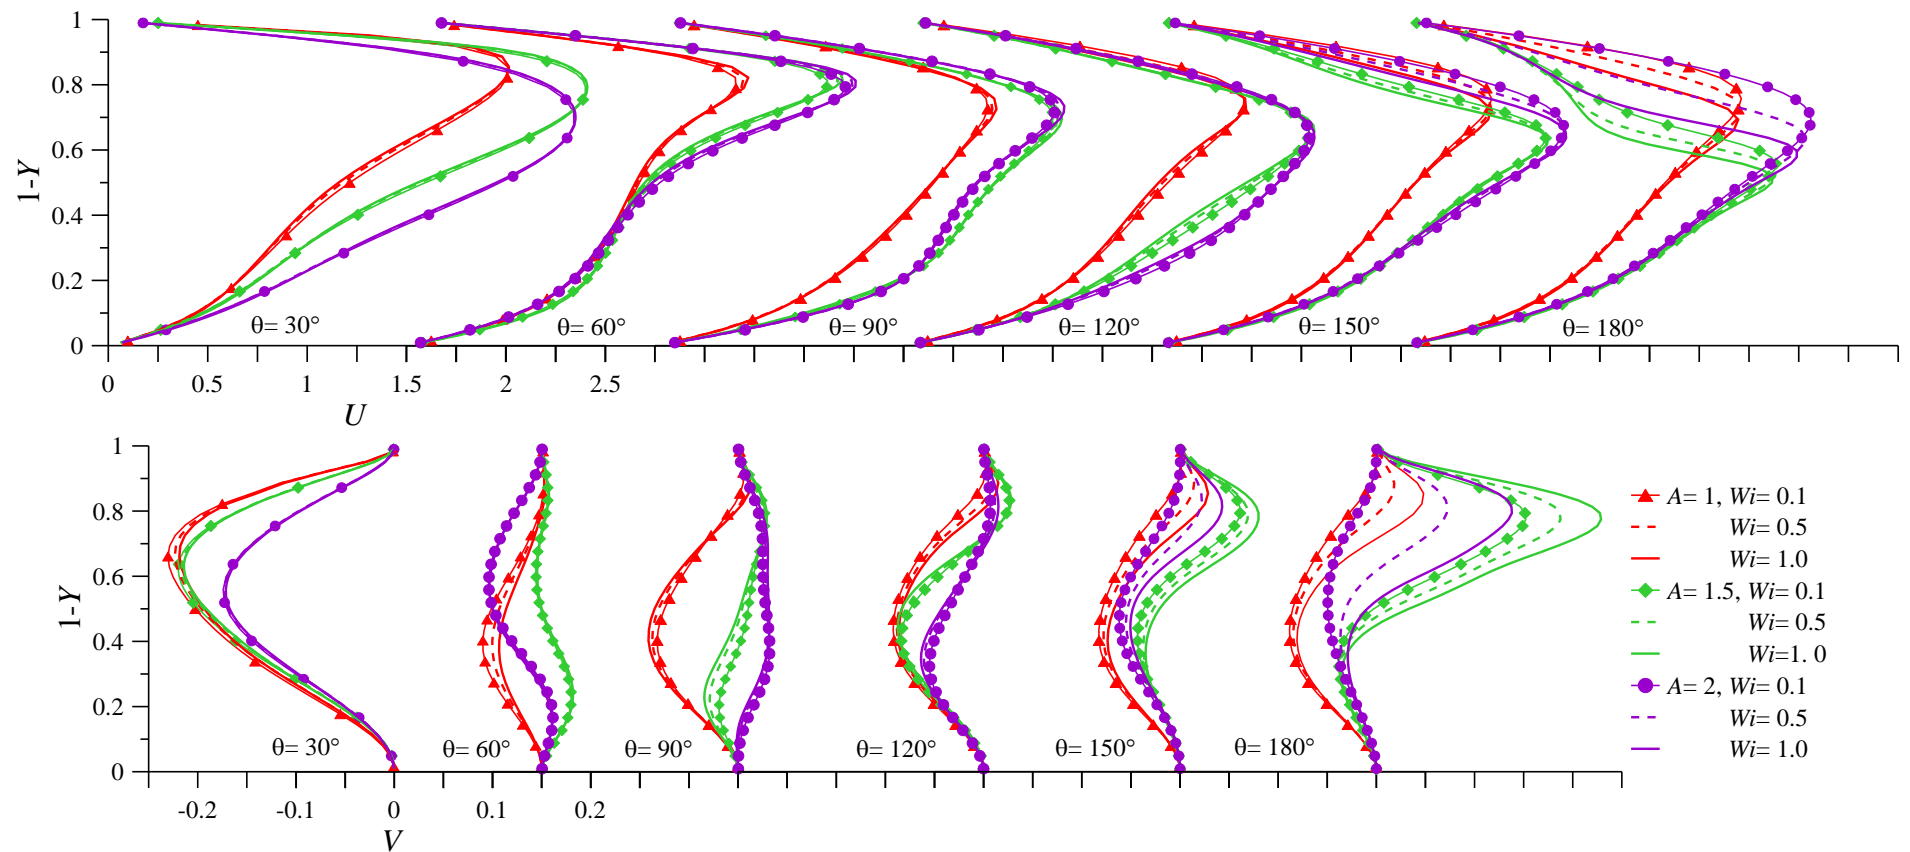 1
0.8
0.6
0.4
0.2
0
1-Y
θ= 30°
θ= 60°
θ= 90°
θ= 120°
θ= 150°
θ= 180°
0 0.5 1 1.5 2 2.5
U
1
0.8
0.6
0.4
0.2
0
1-Y
θ= 30°
θ= 60°
θ= 90°
θ= 120°
θ= 150°
θ= 180°
-0.2 -0.1 0 0.1 0.2
V
A= 1, Wi= 0.1
Wi= 0.5
Wi= 1.0
A= 1.5, Wi= 0.1
Wi= 0.5
Wi=1. 0
A= 2, Wi= 0.1
Wi= 0.5
Wi= 1.0